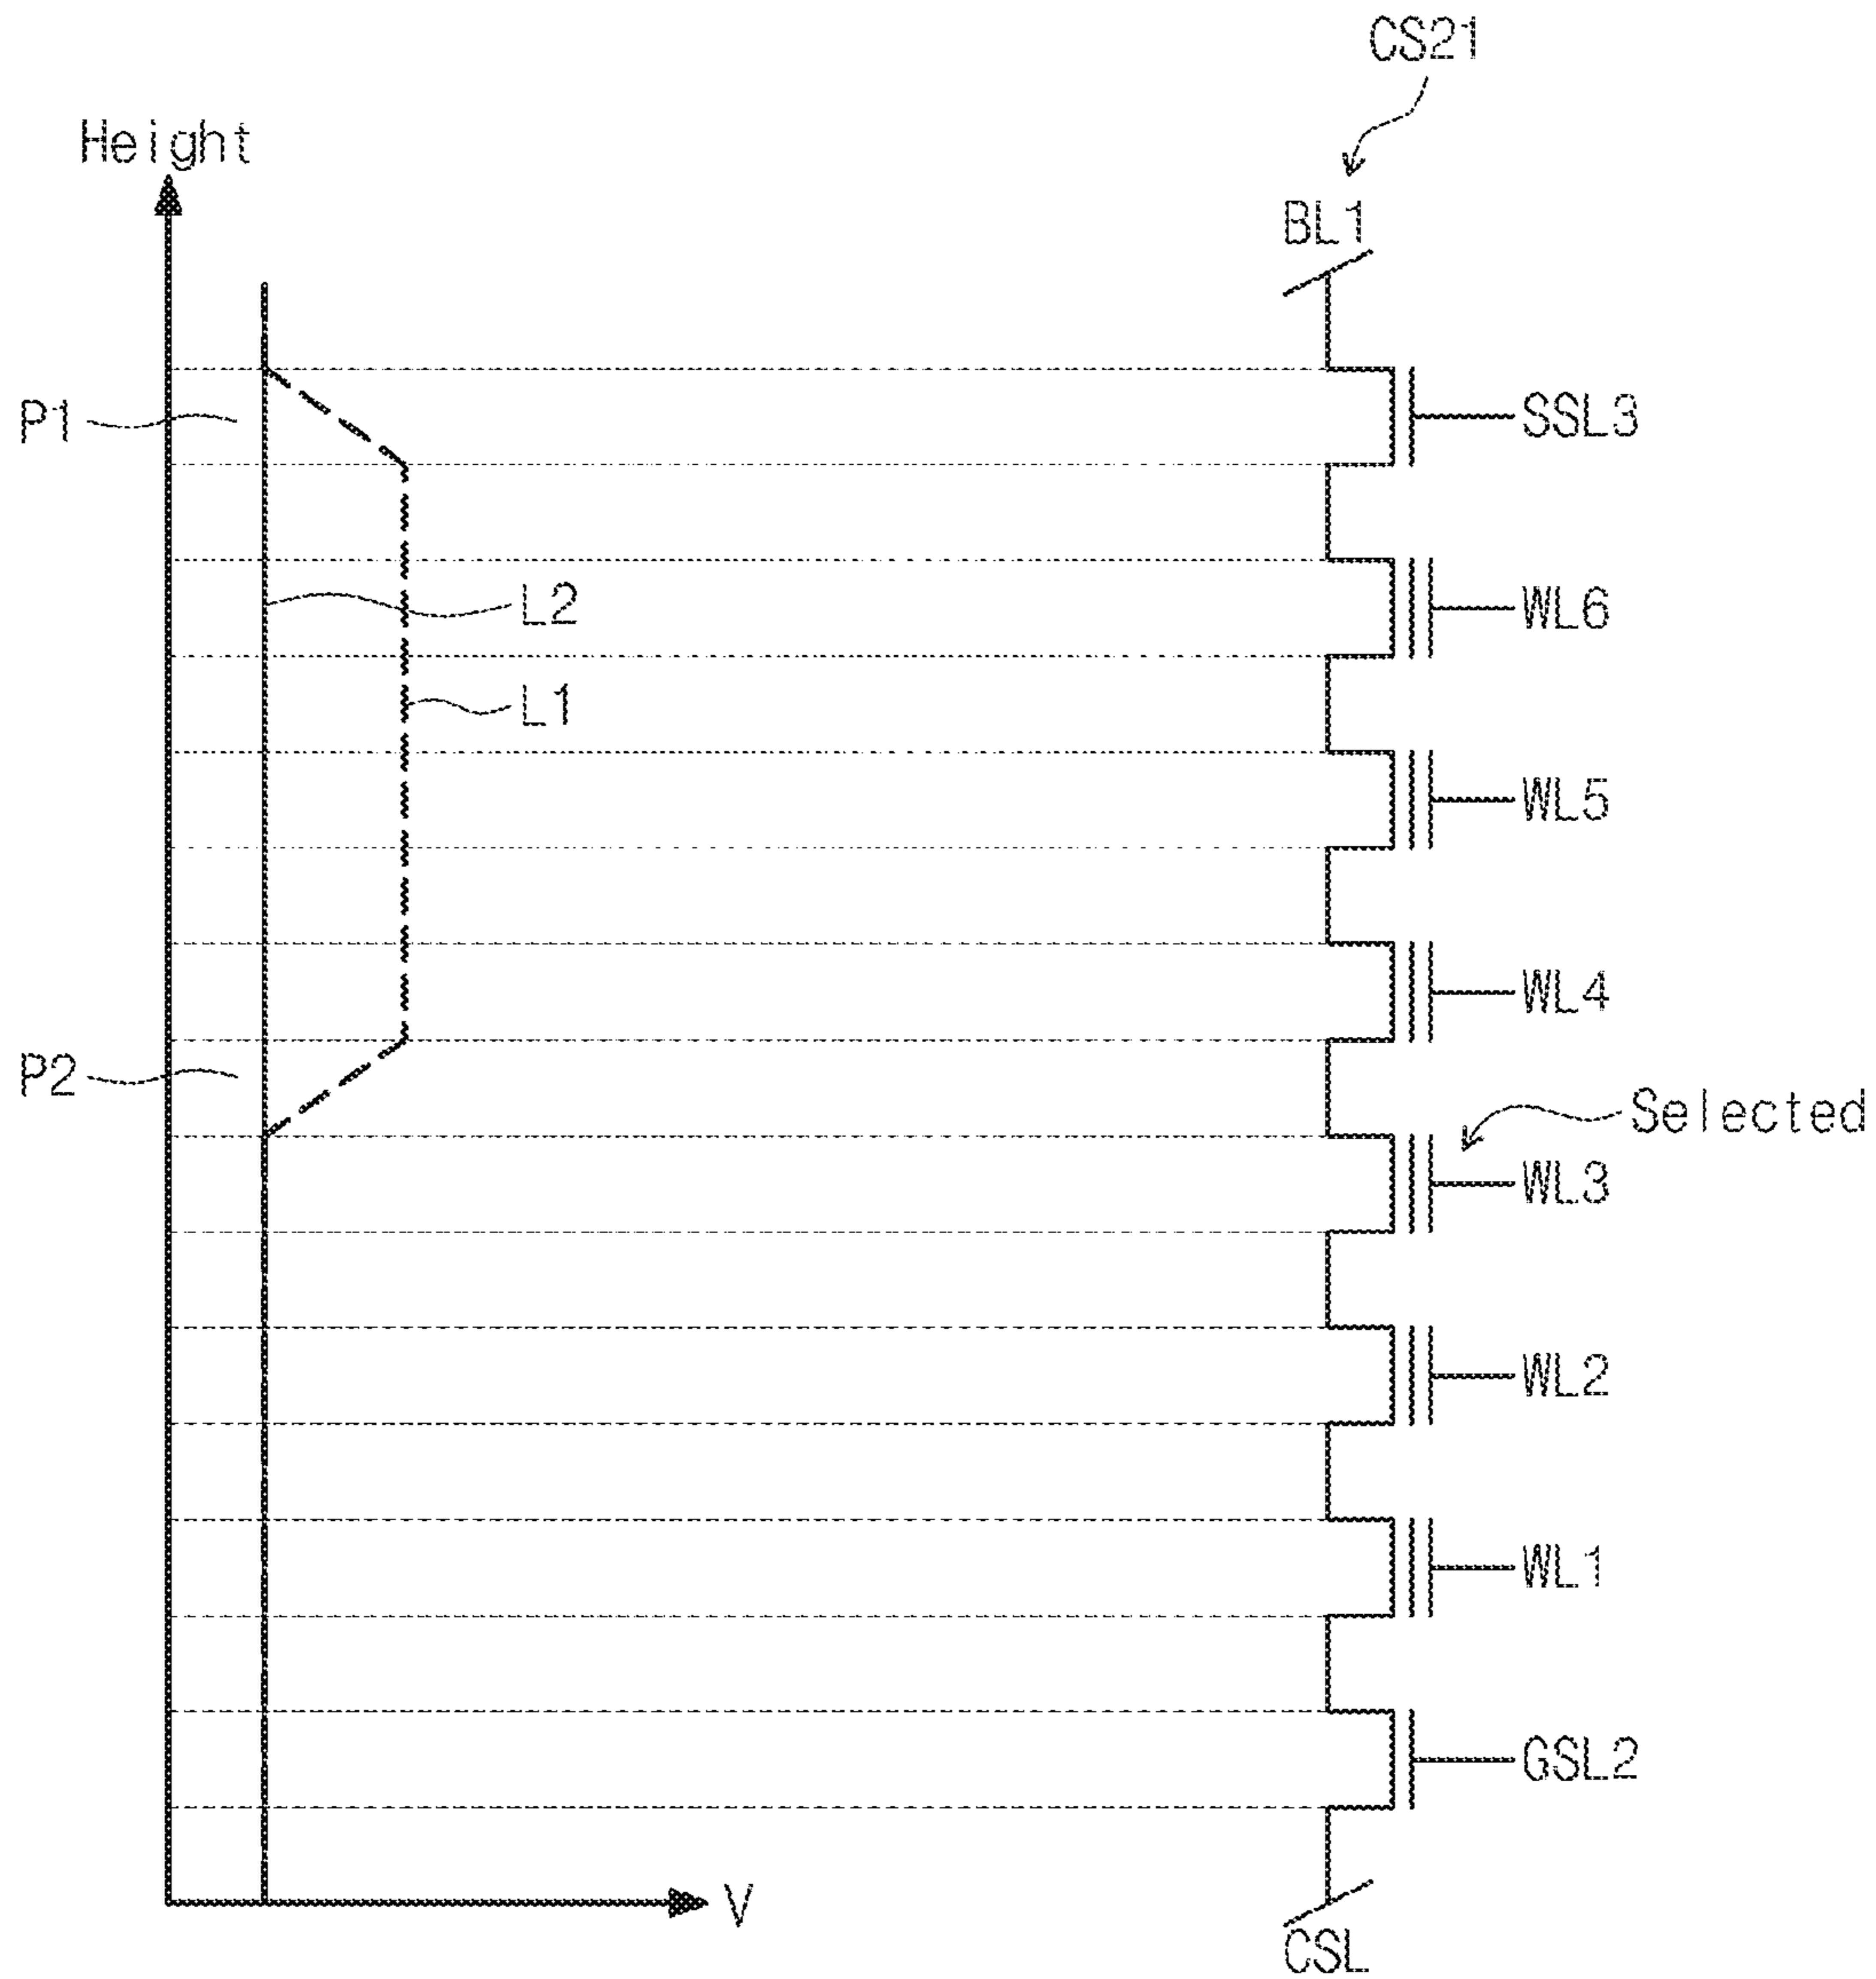 CS21
Height
BL1
P1
SSL3
L2
WL6
L1
WL5
WL4
P2
Selected
WL3
WL2
WL1
GSL2
V
CSL